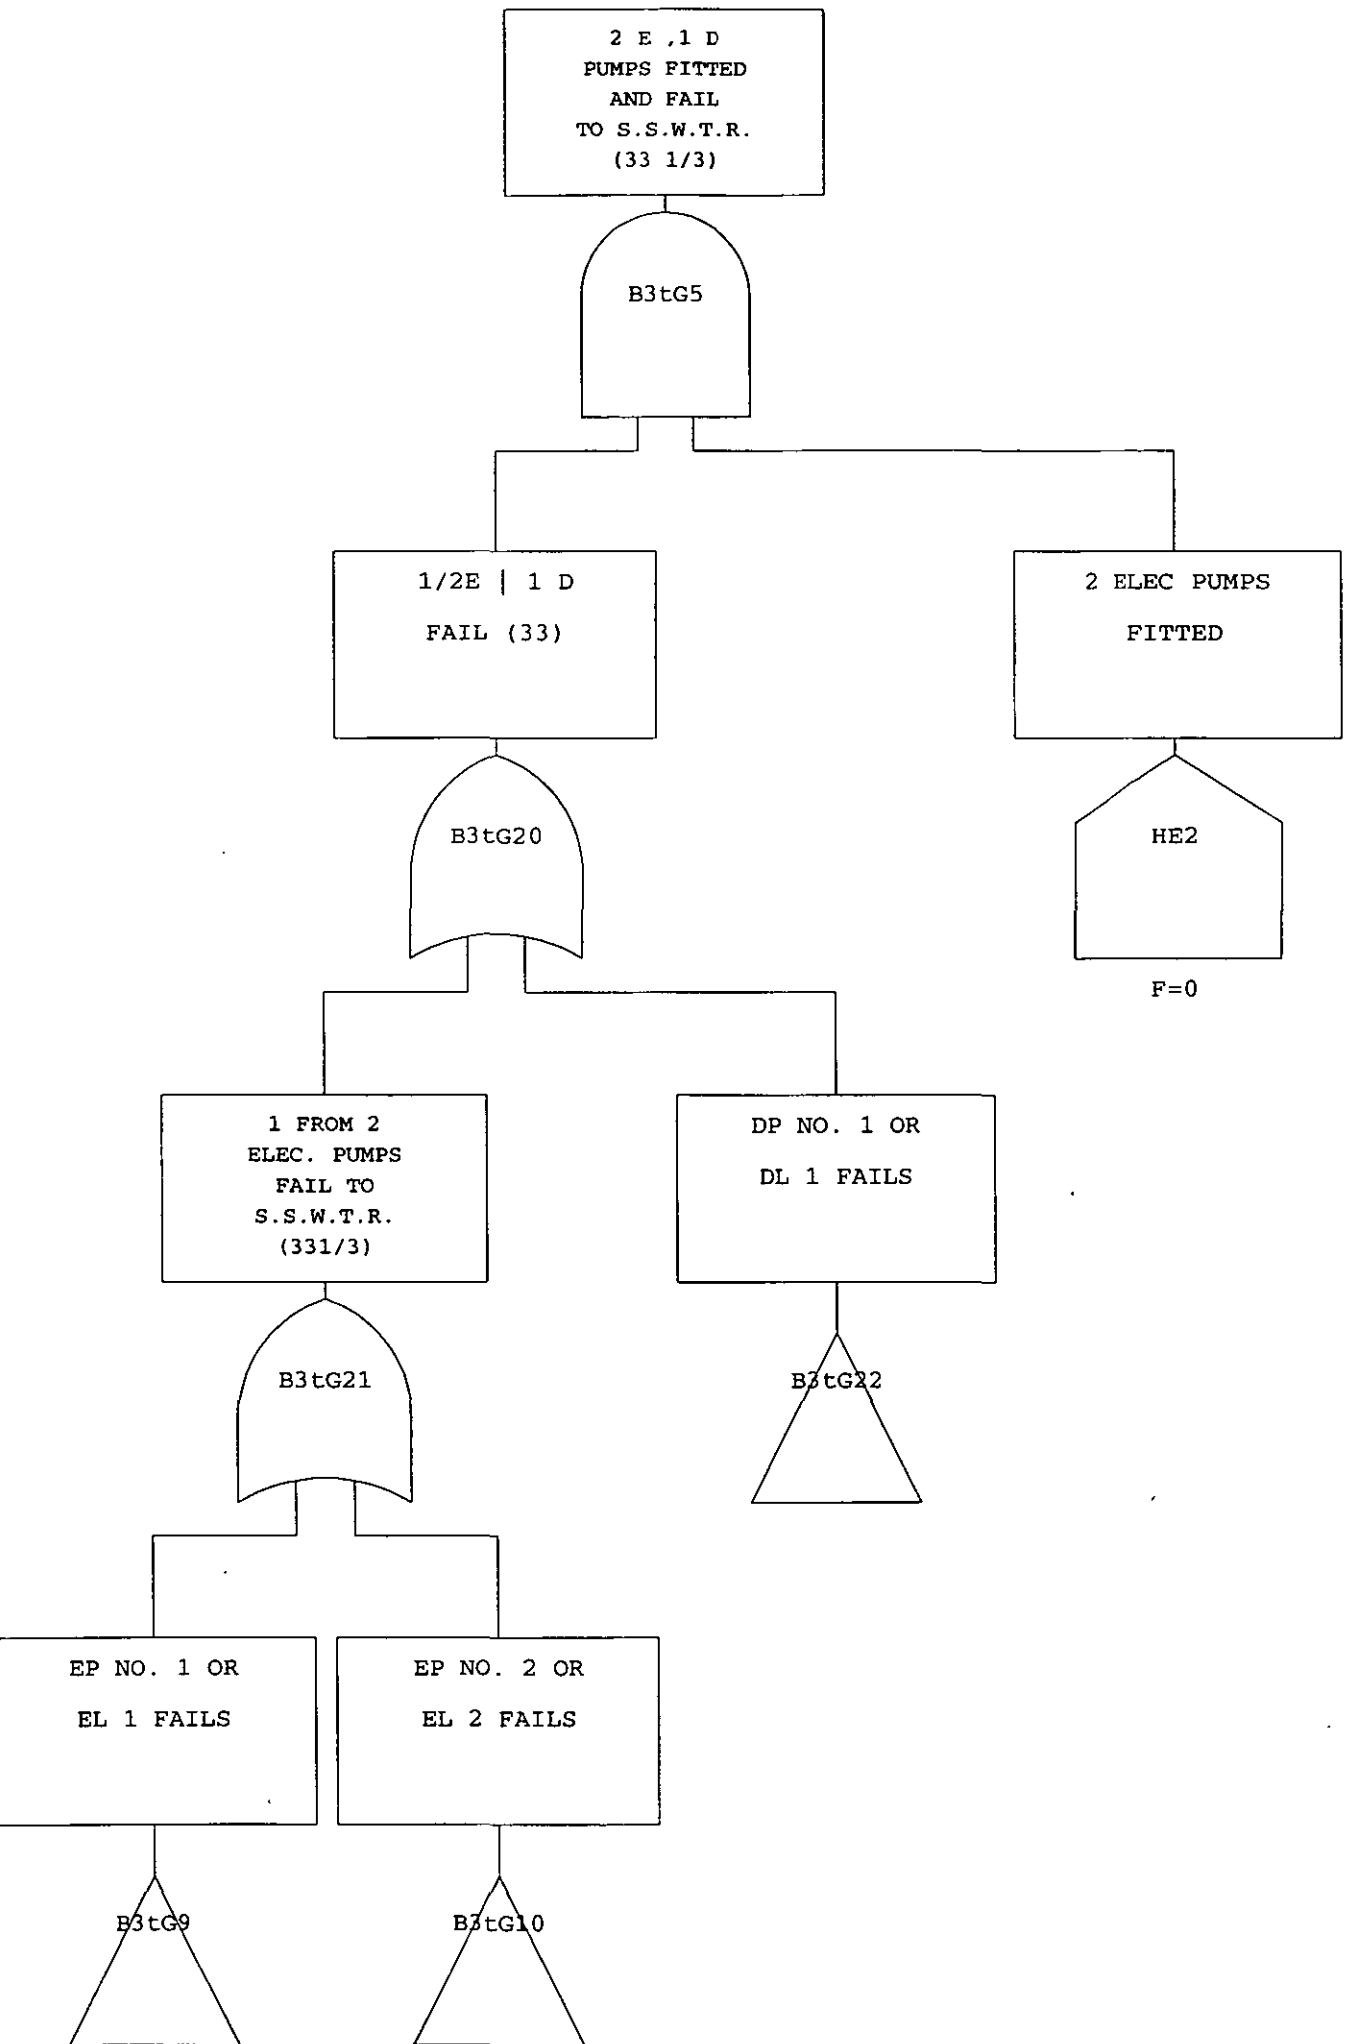 2 E ,1 D
PUMPS FITTED
AND FAIL
TO S.S.W.T.R.
(33 1/3)
B3tG5
1/2E | 1 D
FAIL (33)
2 ELEC PUMPS
FITTED
B3tG20
HE2
F=0
1 FROM 2
ELEC. PUMPS
FAIL TO
S.S.W.T.R.
(331/3)
DP NO. 1 OR
DL 1 FAILS
B3tG21
B3tG22
EP NO. 1 OR
EL 1 FAILS
EP NO. 2 OR
EL 2 FAILS
B3tG9
B3tG10